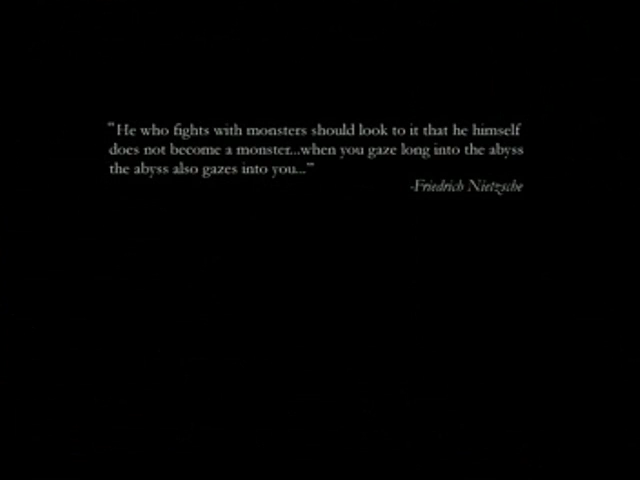 "He who fights with monsters should look to it that he himself
does not become a monster...when you gaze long into the abyss
the abyss also gazes into you..."
-Friedrich Nietzsche